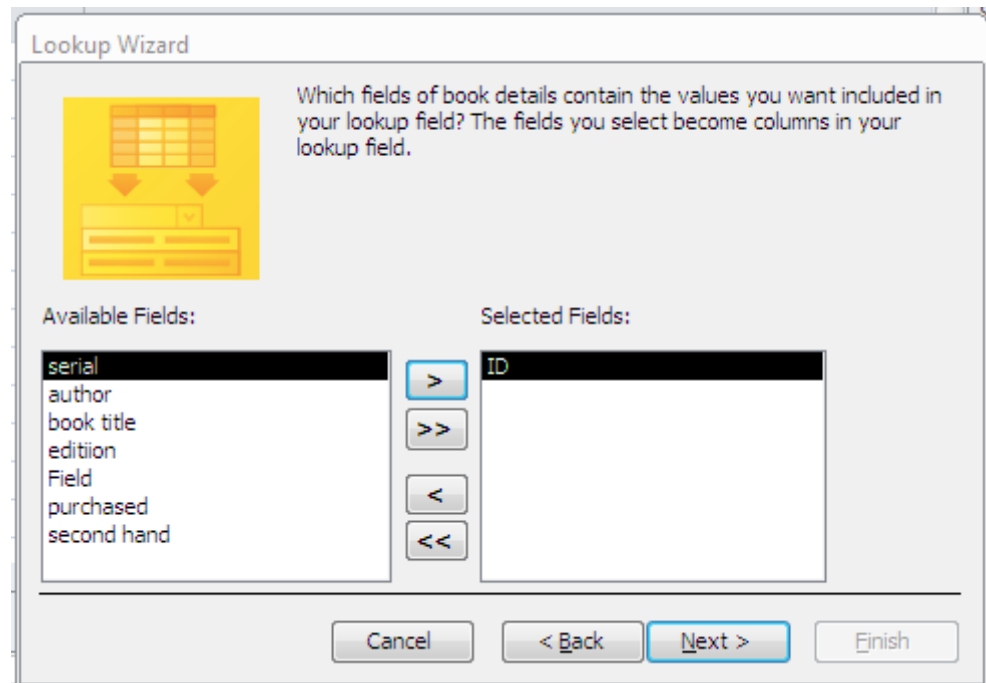 Lookup Wizard
Which fields of book details contain the values you want included in
your lookup field? The fields you select become columns in your
lookup field.
Available Fields:
Selected Fields:
serial
author
book title
editiion
Field
purchased
second hand
>
>>
<
<<
ID
Cancel
< Back
Next >
Finish